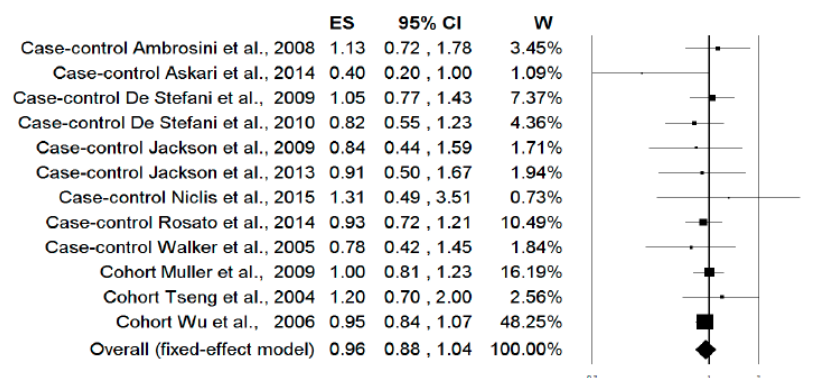 ES 95% CI W
Case-control Ambrosini et al., 2008 1.13 0.72 , 1.78 3.45%
Case-control Askari et al., 2014 0.40 0.20 , 1.00 1.09%
Case-control De Stefani et al., 2009 1.05 0.77 , 1.43 7.37%
Case-control De Stefani et al., 2010 0.82 0.55 , 1.23 4.36%
Case-control Jackson et al., 2009 0.84 0.44 , 1.59 1.71%
Case-control Jackson et al., 2013 0.91 0.50 , 1.67 1.94%
Case-control Niclis et al., 2015 1.31 0.49 , 3.51 0.73%
Case-control Rosato et al., 2014 0.93 0.72 , 1.21 10.49%
Case-control Walker et al., 2005 0.78 0.42 , 1.45 1.84%
Cohort Muller et al., 2009 1.00 0.81 , 1.23 16.19%
Cohort Tseng et al., 2004 1.20 0.70 , 2.00 2.56%
Cohort Wu et al., 2006 0.95 0.84 , 1.07 48.25%
Overall (fixed-effect model) 0.96 0.88 , 1.04 100.00%